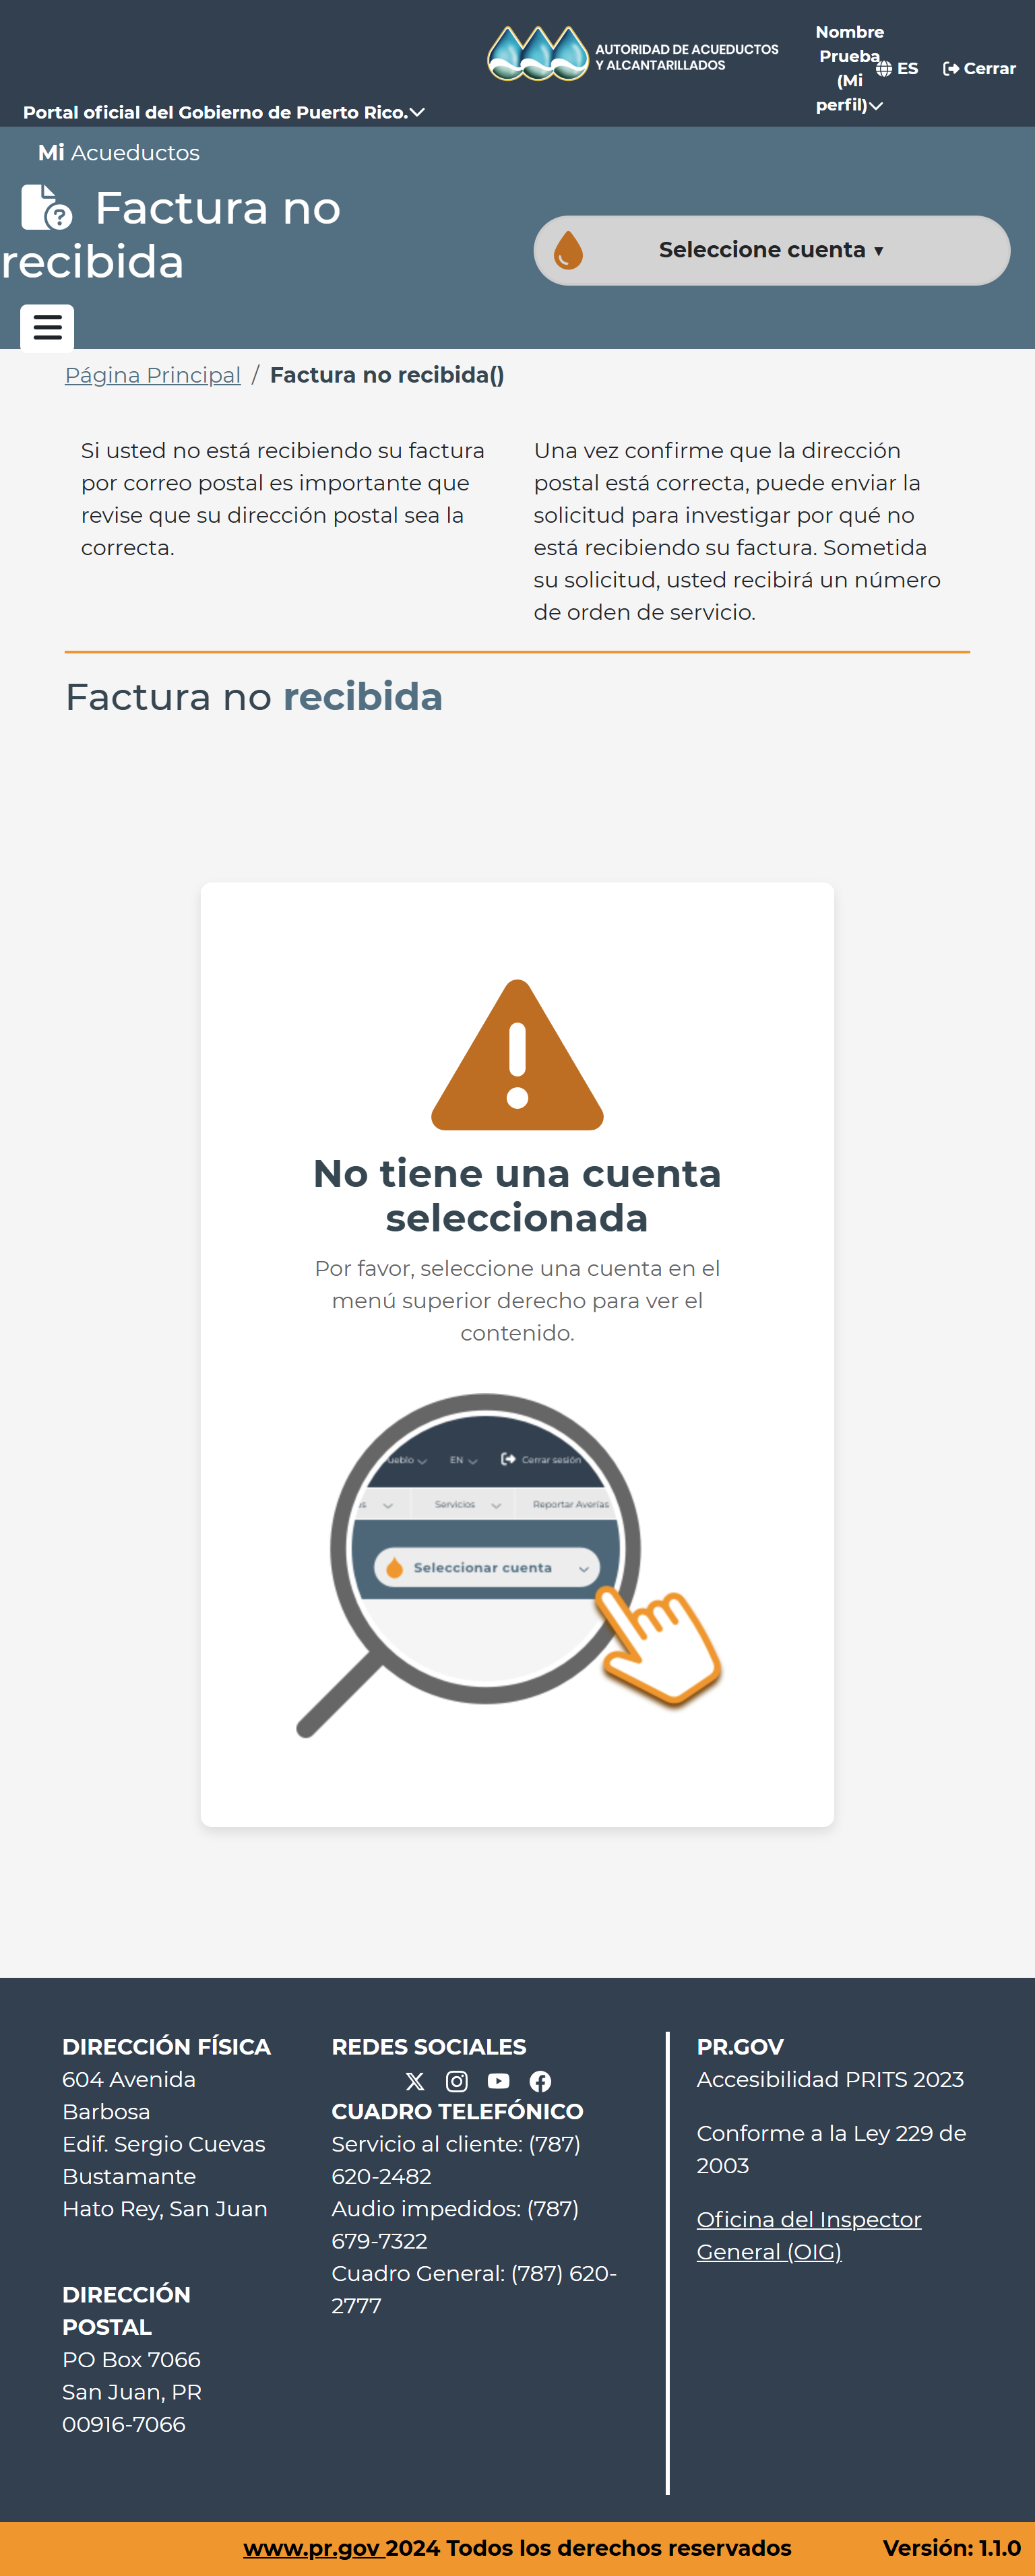 AUTORIDAD DE ACUEDUCTOS
Y ALCANTARILLADOS
Nombre
Prueba
(Mi
perfil)
ES
Cerrar
Portal oficial del Gobierno de Puerto Rico.
Mi Acueductos
Factura no
recibida
Seleccione cuenta ▾
Página Principal / Factura no recibida()
Si usted no está recibiendo su factura
por correo postal es importante que
revise que su dirección postal sea la
correcta.
Una vez confirme que la dirección
postal está correcta, puede enviar la
solicitud para investigar por qué no
está recibiendo su factura. Sometida
su solicitud, usted recibirá un número
de orden de servicio.
Factura no recibida
No tiene una cuenta
seleccionada
Por favor, seleccione una cuenta en el
menú superior derecho para ver el
contenido.
ueblo
EN
Cerrar sesión
as
Servicios
Reportar Averías
Seleccionar cuenta
DIRECCIÓN FÍSICA
604 Avenida
Barbosa
Edif. Sergio Cuevas
Bustamante
Hato Rey, San Juan
DIRECCIÓN
POSTAL
PO Box 7066
San Juan, PR
00916-7066
REDES SOCIALES
CUADRO TELEFÓNICO
Servicio al cliente: (787)
620-2482
Audio impedidos: (787)
679-7322
Cuadro General: (787) 620-
2777
PR.GOV
Accesibilidad PRITS 2023
Conforme a la Ley 229 de
2003
Oficina del Inspector
General (OIG)
www.pr.gov 2024 Todos los derechos reservados
Versión: 1.1.0